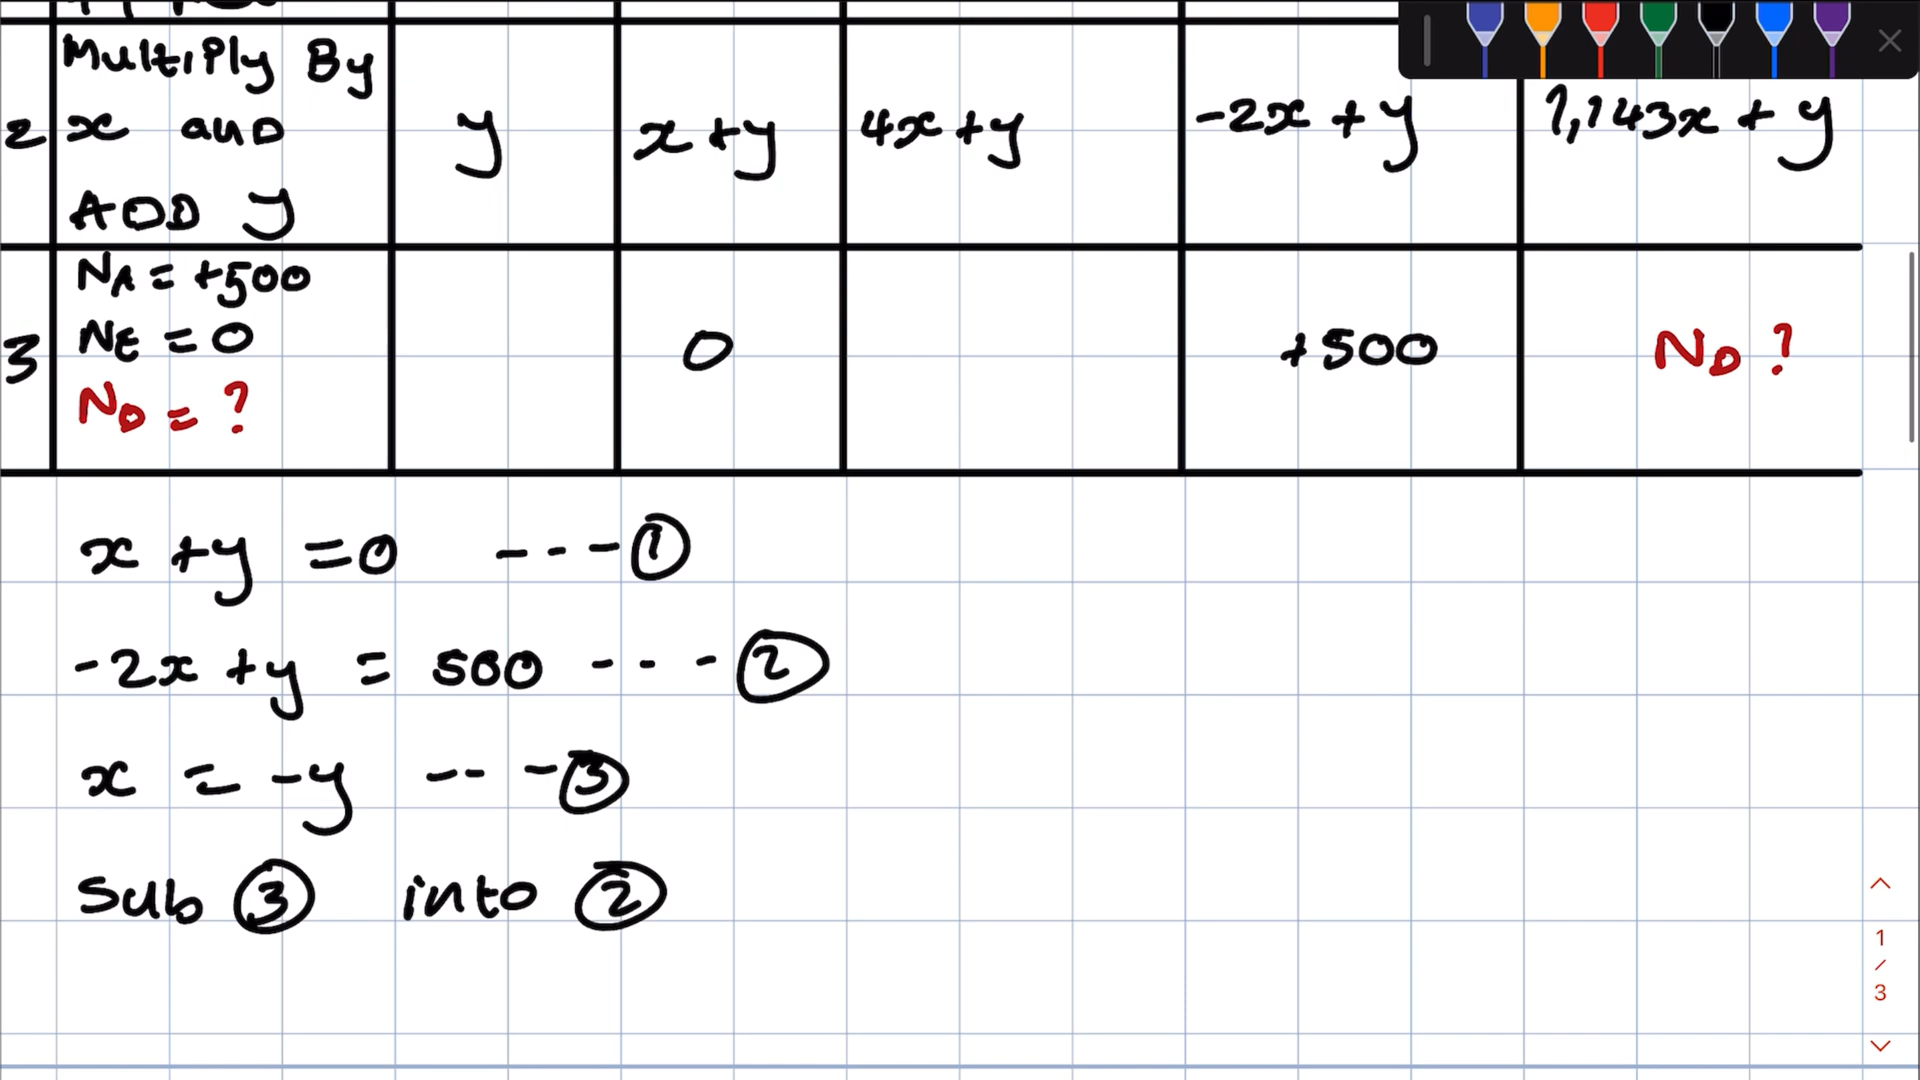 Multiply By
2 x and y x+y 4x+y -2x+y 1,143x+y
ADD y
NA = +500
3 NE = 0 0 +500 ND ?
ND = ?
x + y = 0 --- ①
-2x + y = 500 --- ②
x = -y --- ③
Sub ③ into ②
1
/
3